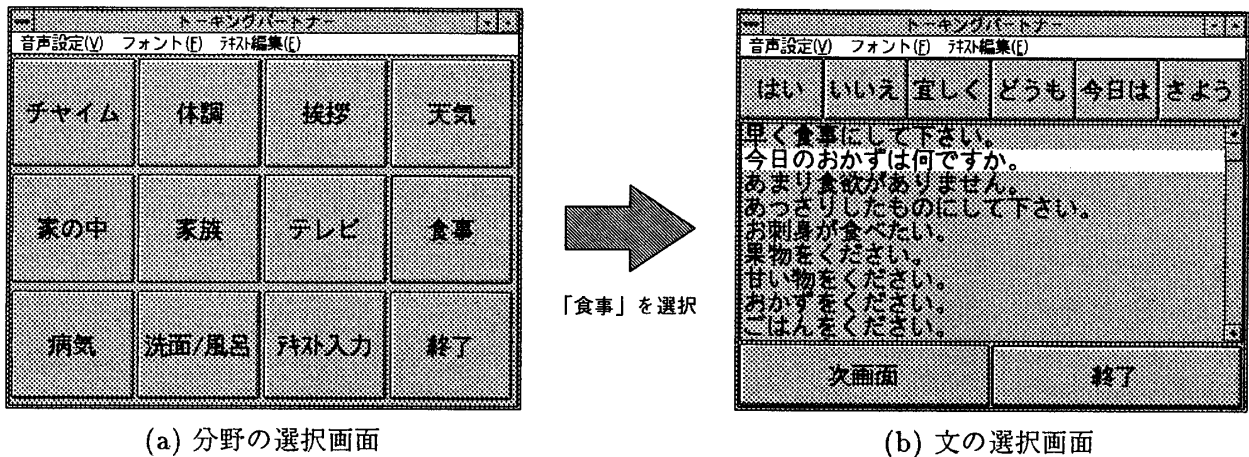 トーキングパートナー
音声設定(V) フォント(F) ﾃｷｽﾄ編集(E)
チャイム 体調 挨拶 天気
家の中 家族 テレビ 食事
病気 洗面/風呂 ﾃｷｽﾄ入力 終了
(a) 分野の選択画面
「食事」を選択
トーキングパートナー
音声設定(V) フォント(F) ﾃｷｽﾄ編集(E)
はい いいえ 宜しく どうも 今日は さよう
早く食事にして下さい。
今日のおかずは何ですか。
あまり食欲がありません。
あっさりしたものにして下さい。
お刺身が食べたい。
果物をください。
甘い物をください。
おかずをください。
ごはんをください。
次画面 終了
(b) 文の選択画面